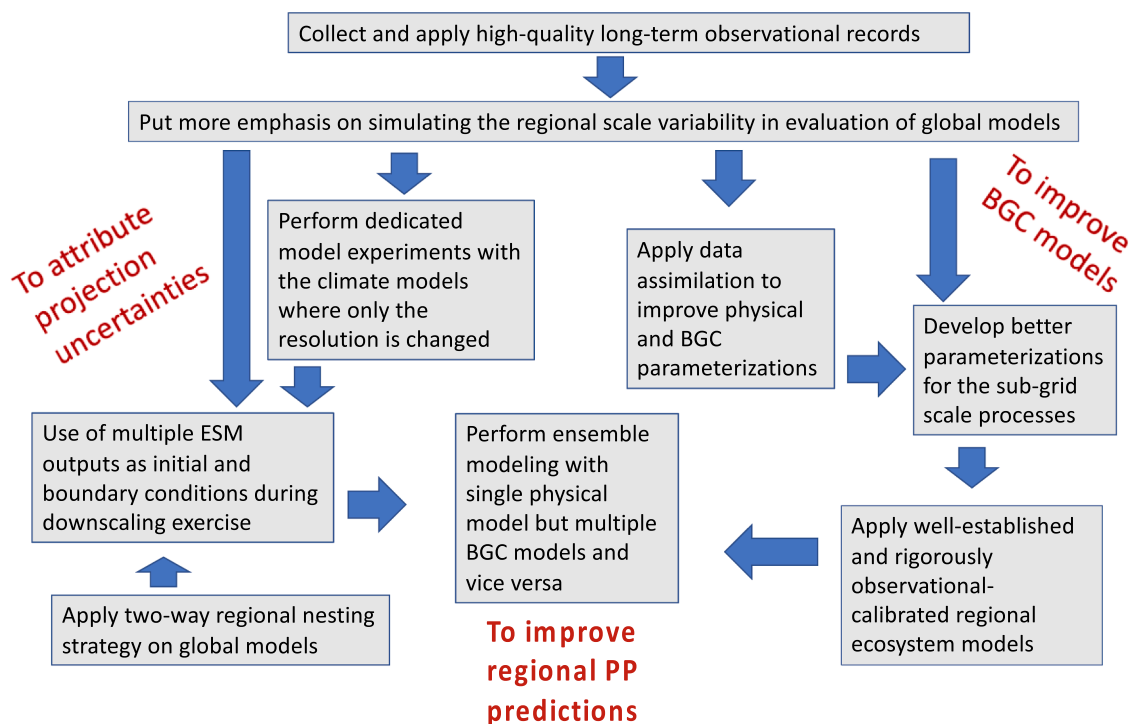 Collect and apply high-quality long-term observational records
Put more emphasis on simulating the regional scale variability in evaluation of global models
To attribute
projection
uncertainties
Perform dedicated
model experiments with
the climate models
where only the
resolution is changed
Apply data
assimilation to
improve physical
and BGC
parameterizations
To improve
BGC models
Develop better
parameterizations
for the sub-grid
scale processes
Use of multiple ESM
outputs as initial and
boundary conditions during
downscaling exercise
Perform ensemble
modeling with
single physical
model but multiple
BGC models and
vice versa
Apply well-established
and rigorously
observational-
calibrated regional
ecosystem models
Apply two-way regional nesting
strategy on global models
To improve
regional PP
predictions